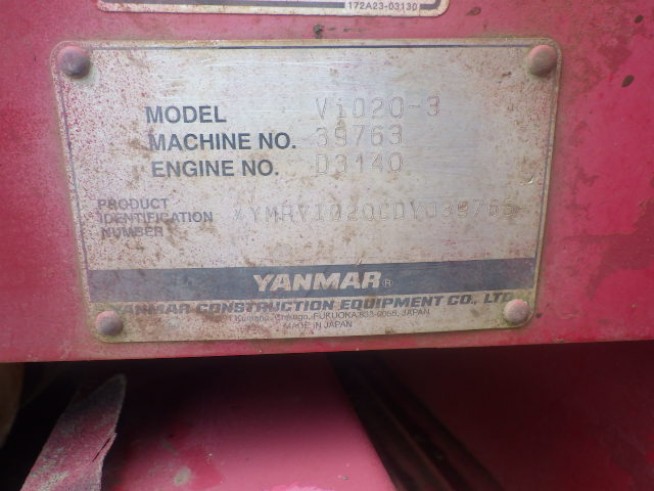 172A23-03130
MODEL ViO20-3
MACHINE NO. 39763
ENGINE NO. D3140
PRODUCT
IDENTIFICATION
NUMBER
YANMAR®
YANMAR CONSTRUCTION EQUIPMENT CO., LTD.
JAPAN
MADE IN JAPAN